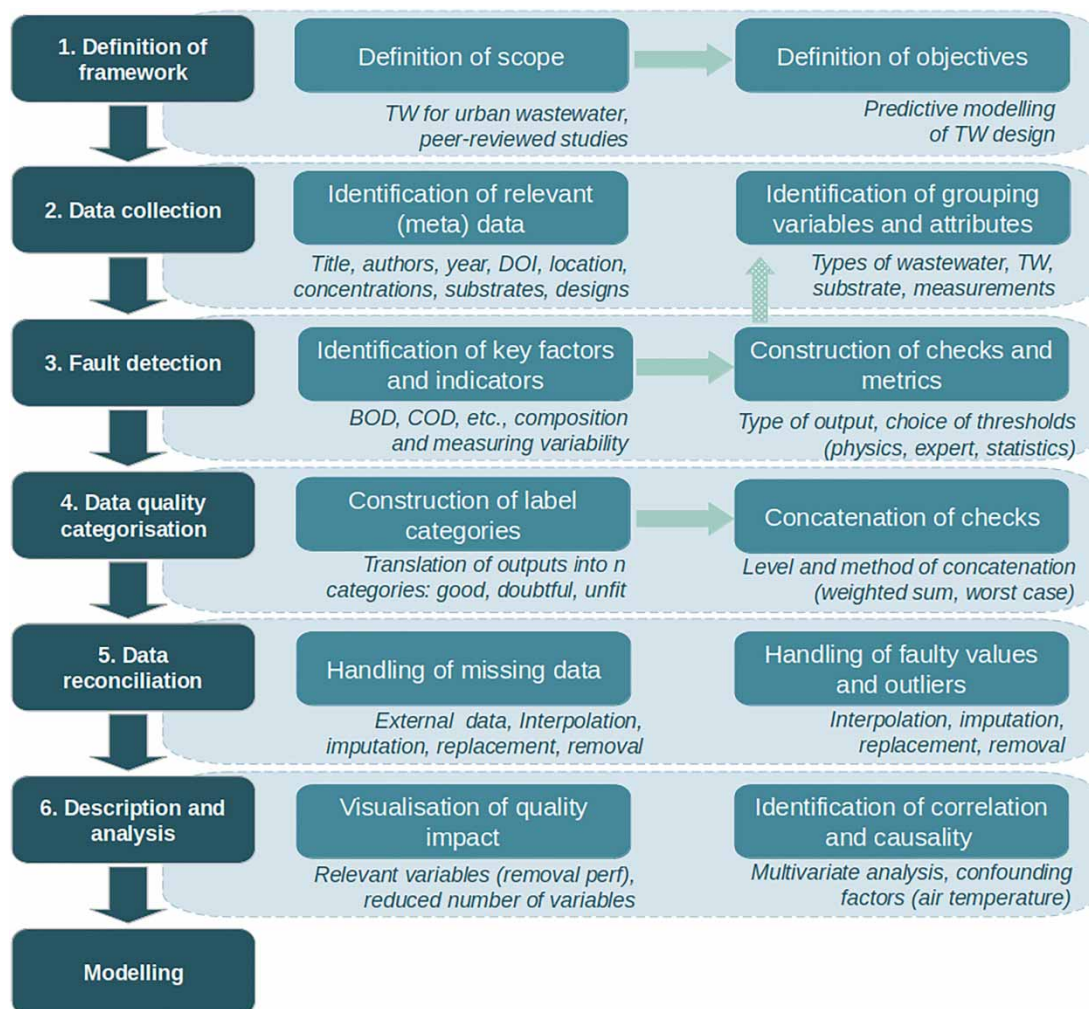 1. Definition of
framework
Definition of scope
Definition of objectives
TW for urban wastewater,
peer-reviewed studies
Predictive modelling
of TW design
2. Data collection
Identification of relevant
(meta) data
Identification of grouping
variables and attributes
Title, authors, year, DOI, location,
concentrations, substrates, designs
Types of wastewater, TW,
substrate, measurements
3. Fault detection
Identification of key factors
and indicators
Construction of checks and
metrics
BOD, COD, etc., composition
and measuring variability
Type of output, choice of thresholds
(physics, expert, statistics)
4. Data quality
categorisation
Construction of label
categories
Concatenation of checks
Translation of outputs into n
categories: good, doubtful, unfit
Level and method of concatenation
(weighted sum, worst case)
5. Data
reconciliation
Handling of missing data
Handling of faulty values
and outliers
External data, Interpolation,
imputation, replacement, removal
Interpolation, imputation,
replacement, removal
6. Description and
analysis
Visualisation of quality
impact
Identification of correlation
and causality
Relevant variables (removal perf),
reduced number of variables
Multivariate analysis, confounding
factors (air temperature)
Modelling